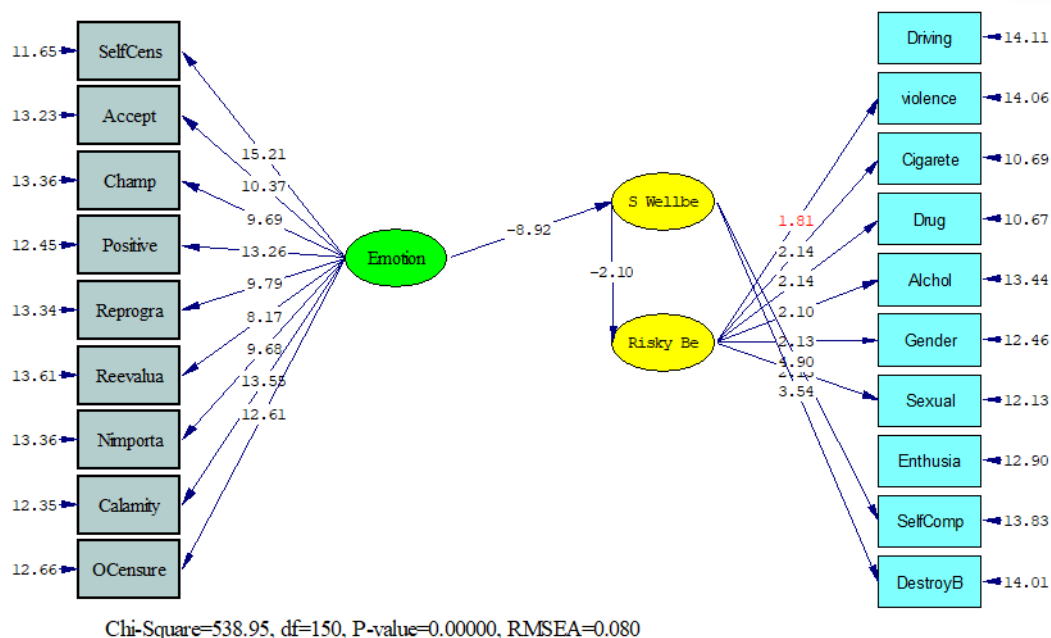 11.65 SelfCens
13.23 Accept
13.36 Champ
12.45 Positive
13.34 Reprogra
13.61 Reevalua
13.36 Nimporta
12.35 Calamity
12.66 OCensure
15.21
10.37
9.69
13.26
9.79
8.17
9.68
13.55
12.61
Emotion
-8.92
S Wellbe
-2.10
Risky Be
1.81
2.14
2.14
2.10
2.13
4.90
3.54
Driving 14.11
violence 14.06
Cigarete 10.69
Drug 10.67
Alchol 13.44
Gender 12.46
Sexual 12.13
Enthusia 12.90
SelfComp 13.83
DestroyB 14.01
Chi-Square=538.95, df=150, P-value=0.00000, RMSEA=0.080